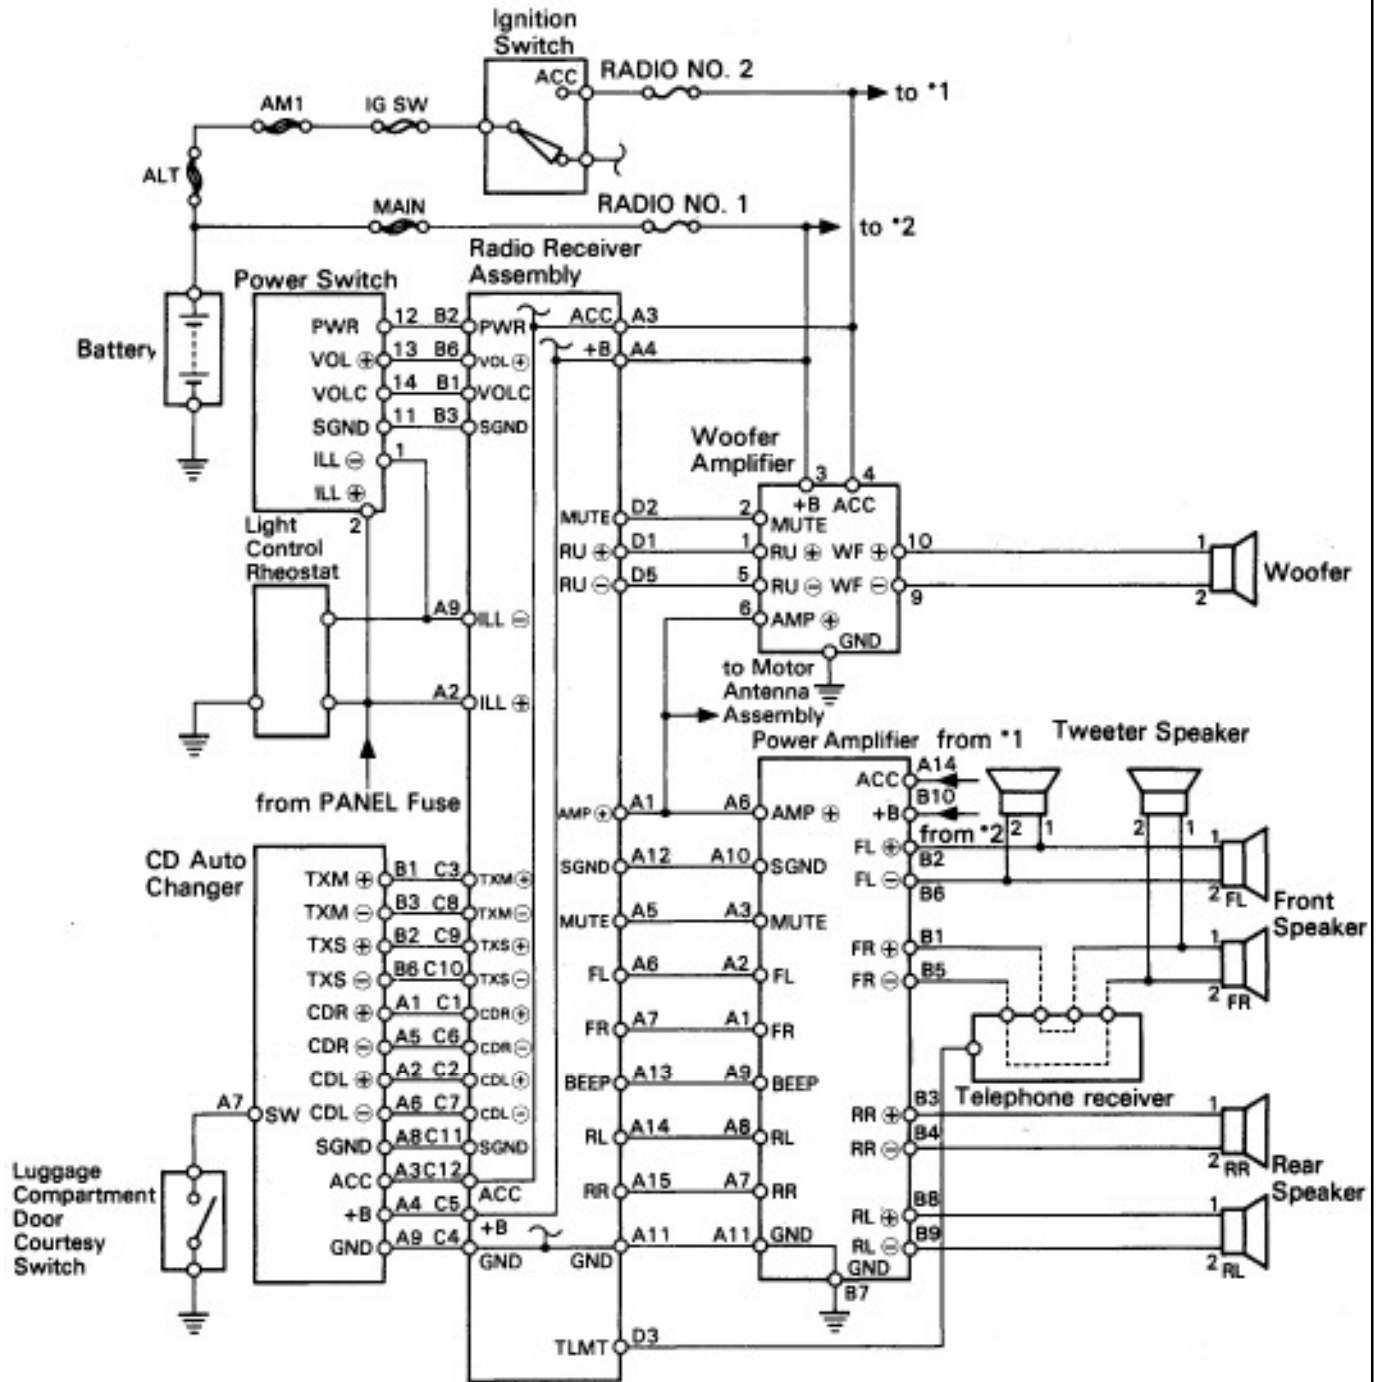 Ignition
Switch
ACC
RADIO NO. 2
to *1
AM1
IG SW
ALT
MAIN
RADIO NO. 1
to *2
Radio Receiver
Assembly
Power Switch
Battery
PWR 12 B2 PWR
ACC A3
VOL ⊕ 13 B6 VOL ⊕
+B A4
VOLC 14 B1 VOLC
SGND 11 B3 SGND
ILL ⊖ 1
ILL ⊕
2
Woofer
Amplifier
3 4
+B ACC
MUTE D2 2 MUTE
RU ⊕ D1 1 RU ⊕ WF ⊕ 10 1
RU ⊖ D5 5 RU ⊖ WF ⊖ 9 2
Woofer
6 AMP ⊕
GND
Light
Control
Rheostat
A9 ILL ⊖
A2 ILL ⊕
from PANEL Fuse
to Motor
Antenna
Assembly
Power Amplifier
from *1
Tweeter Speaker
ACC A14
+B B10
from *2
2 1
2 1
AMP ⊕ A1 A6 AMP ⊕
FL ⊕ B2 1
FL ⊖ B6 2 FL
Front
Speaker
SGND A12 A10 SGND
MUTE A5 A3 MUTE
FR ⊕ B1 1
FR ⊖ B5 2 FR
FL A6 A2 FL
FR A7 A1 FR
BEEP A13 A9 BEEP
Telephone receiver
RR ⊕ B3 1
RR ⊖ B4 2 RR
Rear
Speaker
RL A14 A8 RL
RR A15 A7 RR
RL ⊕ B8 1
RL ⊖ B9 2 RL
GND A11 A11 GND
GND
B7
TLMT D3
CD Auto
Changer
TXM ⊕ B1 C3 TXM ⊕
TXM ⊖ B3 C8 TXM ⊖
TXS ⊕ B2 C9 TXS ⊕
TXS ⊖ B6 C10 TXS ⊖
CDR ⊕ A1 C1 CDR ⊕
CDR ⊖ A5 C6 CDR ⊖
CDL ⊕ A2 C2 CDL ⊕
A7 SW CDL ⊖ A6 C7 CDL ⊖
SGND A8 C11 SGND
ACC A3 C12 ACC
+B A4 C5 +B
GND A9 C4 GND
Luggage
Compartment
Door
Courtesy
Switch